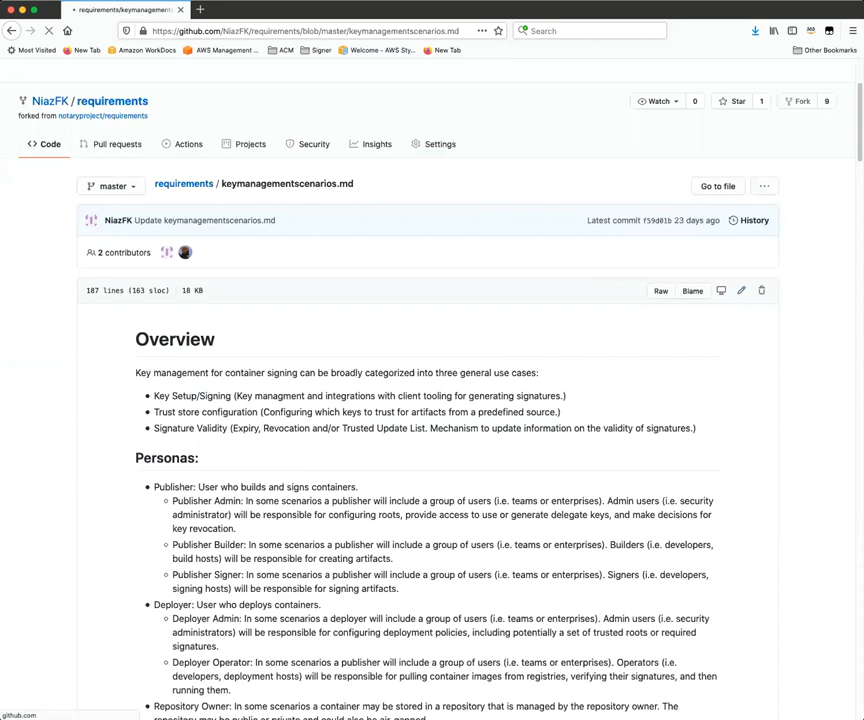 requirements/keymanagements
https://github.com/NiazFK/requirements/blob/master/keymanagementscenarios.md
Search
Most Visited
New Tab
Amazon WorkDocs
AWS Management ...
ACM
Signer
Welcome - AWS Sty...
New Tab
Other Bookmarks
NiazFK / requirements
forked from notaryproject/requirements
Watch 0
Star 1
Fork 9
Code
Pull requests
Actions
Projects
Security
Insights
Settings
master
requirements / keymanagementscenarios.md
Go to file
...
NiazFK Update keymanagementscenarios.md
Latest commit f59d01b 23 days ago
History
2 contributors
187 lines (163 sloc) 18 KB
Raw
Blame
Overview
Key management for container signing can be broadly categorized into three general use cases:
• Key Setup/Signing (Key managment and integrations with client tooling for generating signatures.)
• Trust store configuration (Configuring which keys to trust for artifacts from a predefined source.)
• Signature Validity (Expiry, Revocation and/or Trusted Update List. Mechanism to update information on the validity of signatures.)
Personas:
• Publisher: User who builds and signs containers.
○ Publisher Admin: In some scenarios a publisher will include a group of users (i.e. teams or enterprises). Admin users (i.e. security
administrator) will be responsible for configuring roots, provide access to use or generate delegate keys, and make decisions for
key revocation.
○ Publisher Builder: In some scenarios a publisher will include a group of users (i.e. teams or enterprises). Builders (i.e. developers,
build hosts) will be responsible for creating artifacts.
○ Publisher Signer: In some scenarios a publisher will include a group of users (i.e. teams or enterprises). Signers (i.e. developers,
signing hosts) will be responsible for signing artifacts.
• Deployer: User who deploys containers.
○ Deployer Admin: In some scenarios a deployer will include a group of users (i.e. teams or enterprises). Admin users (i.e. security
administrators) will be responsible for configuring deployment policies, including potentially a set of trusted roots or required
signatures.
○ Deployer Operator: In some scenarios a deployer will include a group of users (i.e. teams or enterprises). Operators (i.e.
developers, deployment hosts) will be responsible for pulling container images from registries, verifying their signatures, and then
running them.
• Repository Owner: In some scenarios a container may be stored in a repository that is managed by the repository owner. The
repository may be public or private and could also be air-gapped.
github.com